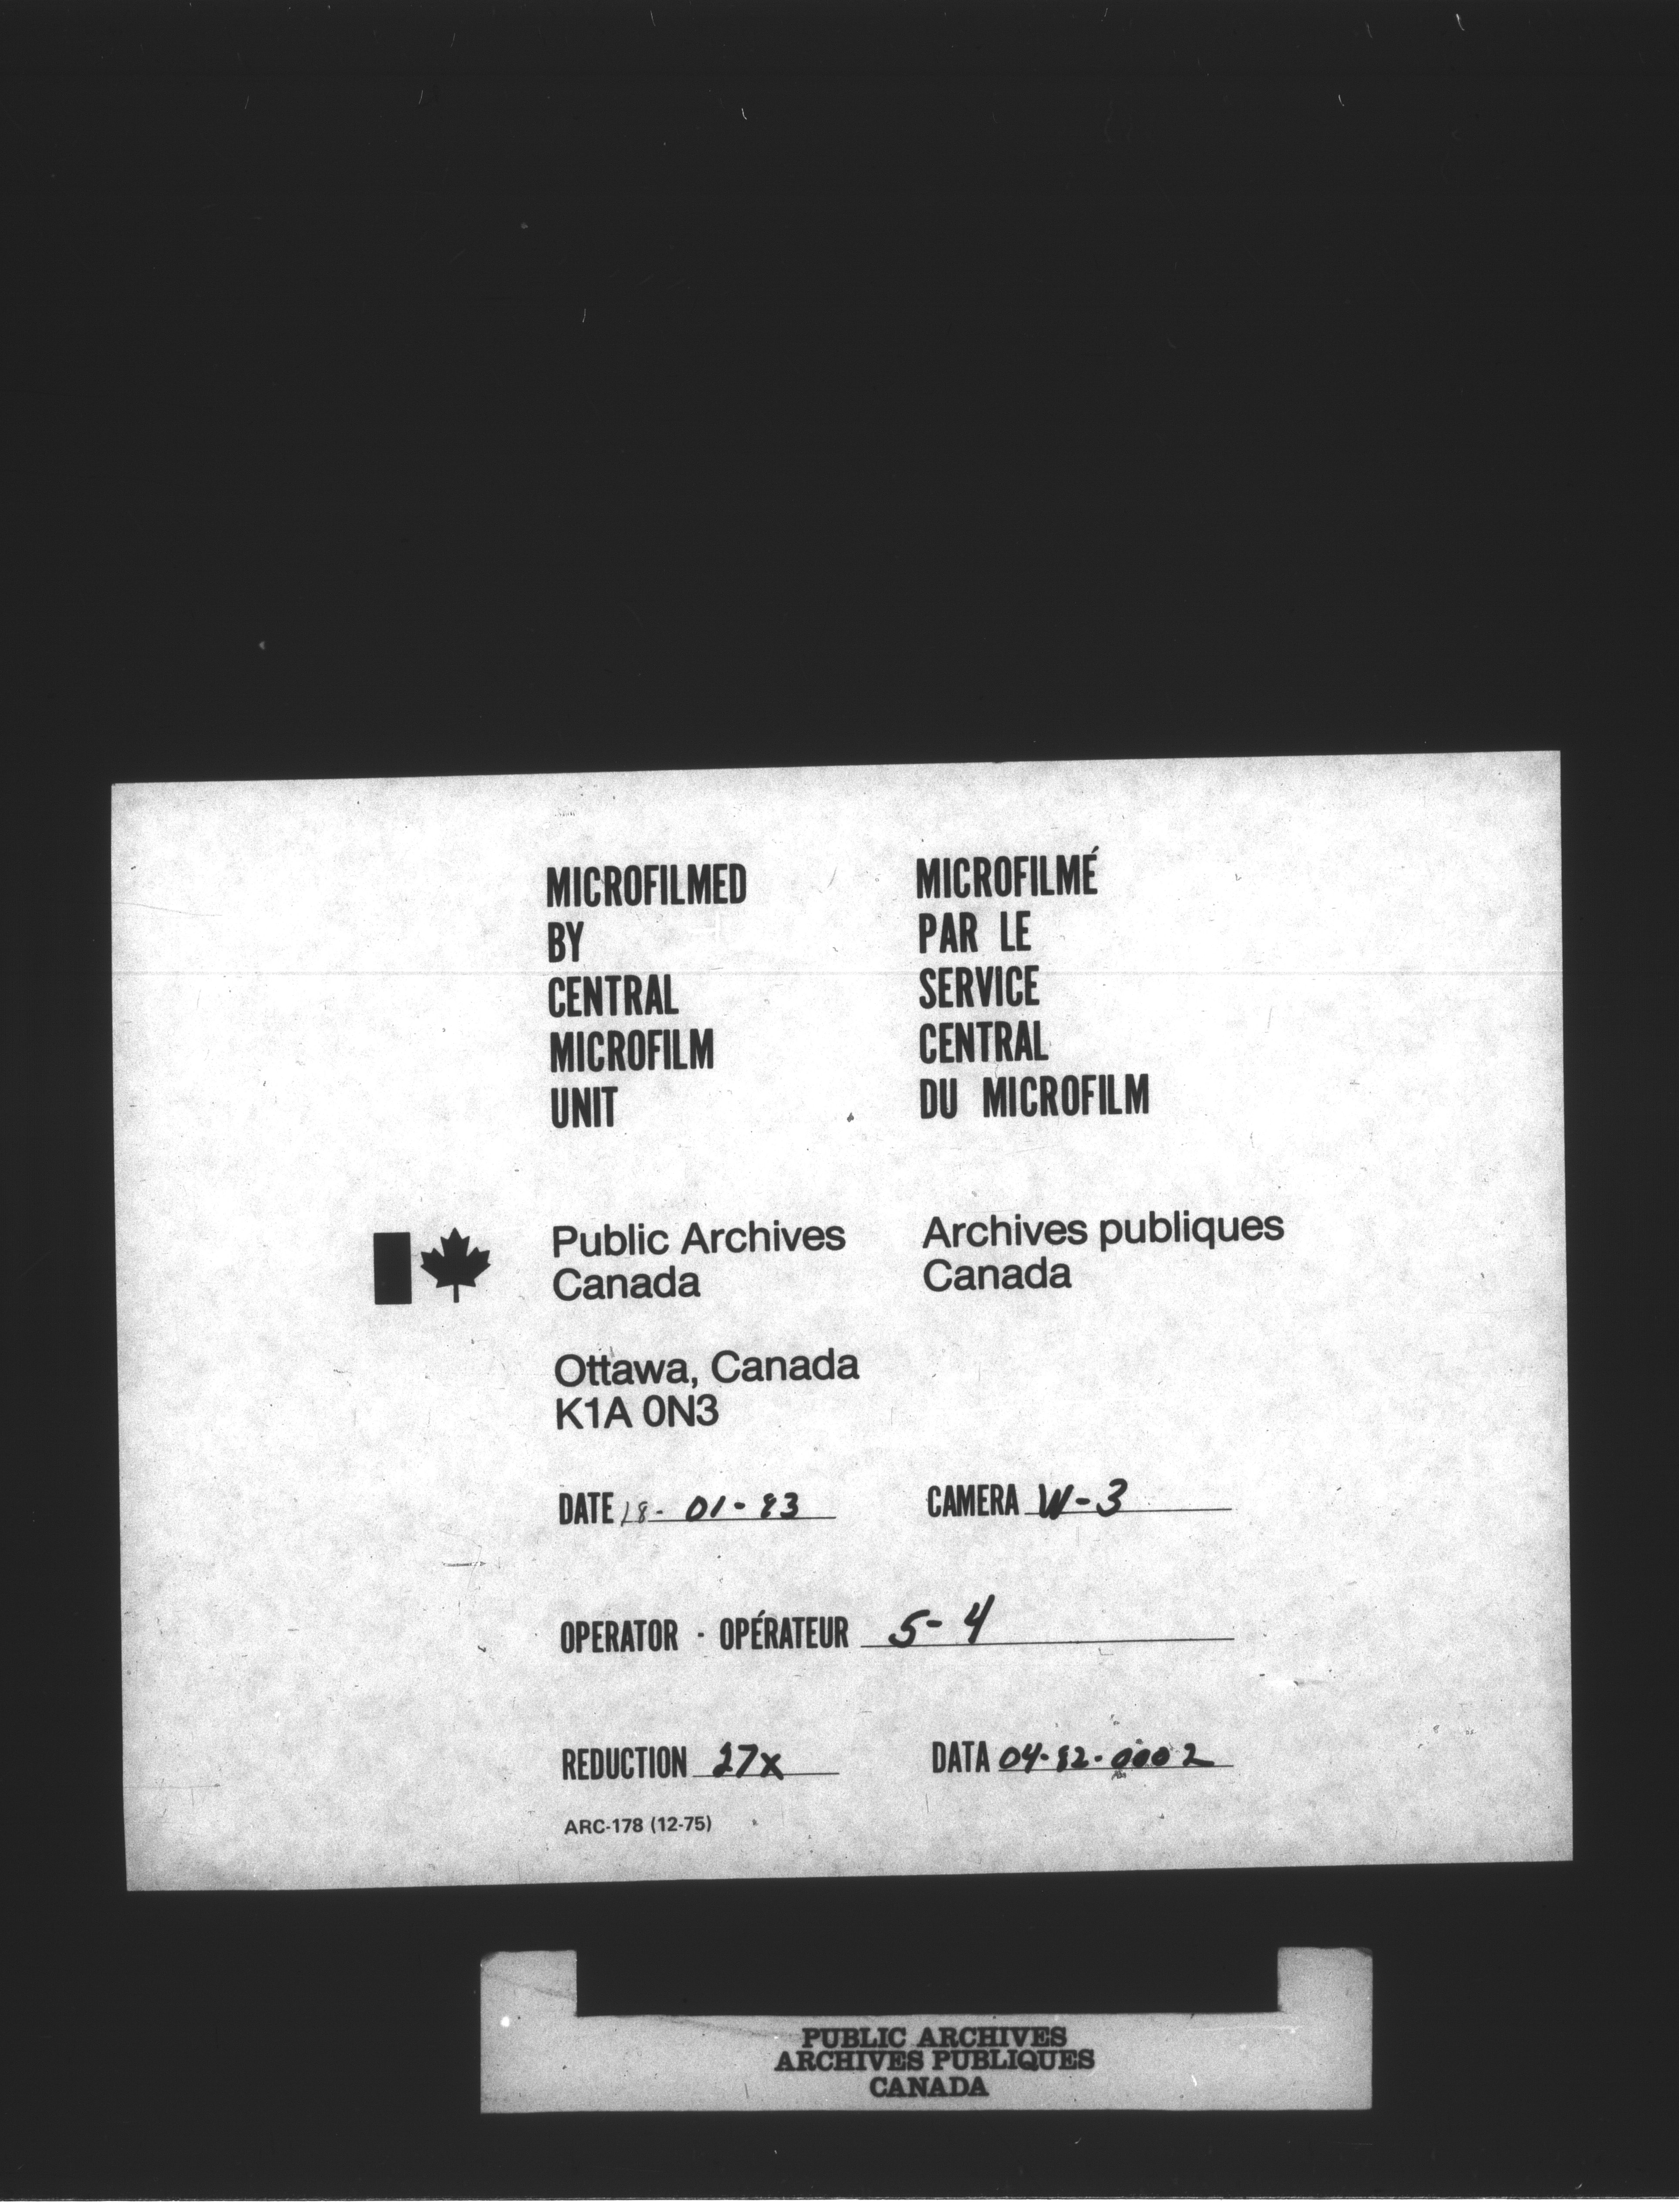 MICROFILMED
BY
CENTRAL
MICROFILM
UNIT
MICROFILMÉ
PAR LE
SERVICE
CENTRAL
DU MICROFILM
Public Archives
Canada
Archives publiques
Canada
Ottawa, Canada
K1A 0N3
DATE 18-01-83
CAMERA W-3
OPERATOR - OPÉRATEUR S-4
REDUCTION 27x
DATA 04-82-0002
ARC-178 (12-75)
PUBLIC ARCHIVES
ARCHIVES PUBLIQUES
CANADA